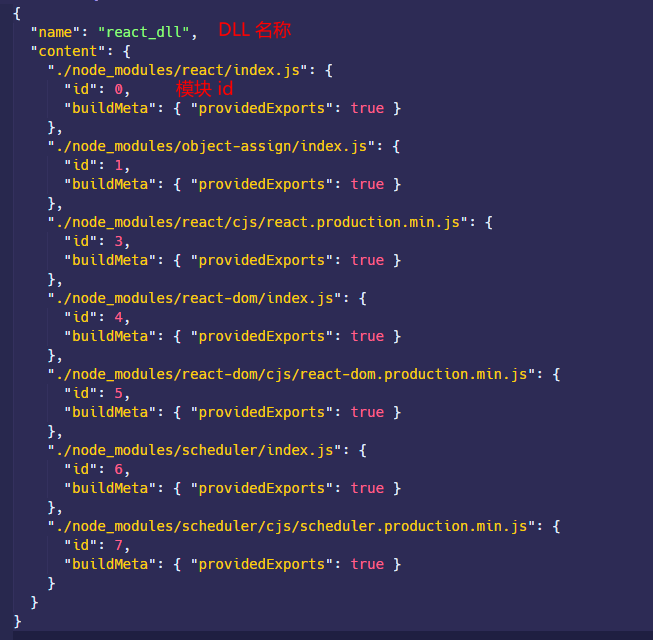 {
  "name": "react_dll", DLL 名称
  "content": {
    "./node_modules/react/index.js": {
      "id": 0, 模块 id
      "buildMeta": { "providedExports": true }
    },
    "./node_modules/object-assign/index.js": {
      "id": 1,
      "buildMeta": { "providedExports": true }
    },
    "./node_modules/react/cjs/react.production.min.js": {
      "id": 3,
      "buildMeta": { "providedExports": true }
    },
    "./node_modules/react-dom/index.js": {
      "id": 4,
      "buildMeta": { "providedExports": true }
    },
    "./node_modules/react-dom/cjs/react-dom.production.min.js": {
      "id": 5,
      "buildMeta": { "providedExports": true }
    },
    "./node_modules/scheduler/index.js": {
      "id": 6,
      "buildMeta": { "providedExports": true }
    },
    "./node_modules/scheduler/cjs/scheduler.production.min.js": {
      "id": 7,
      "buildMeta": { "providedExports": true }
    }
  }
}